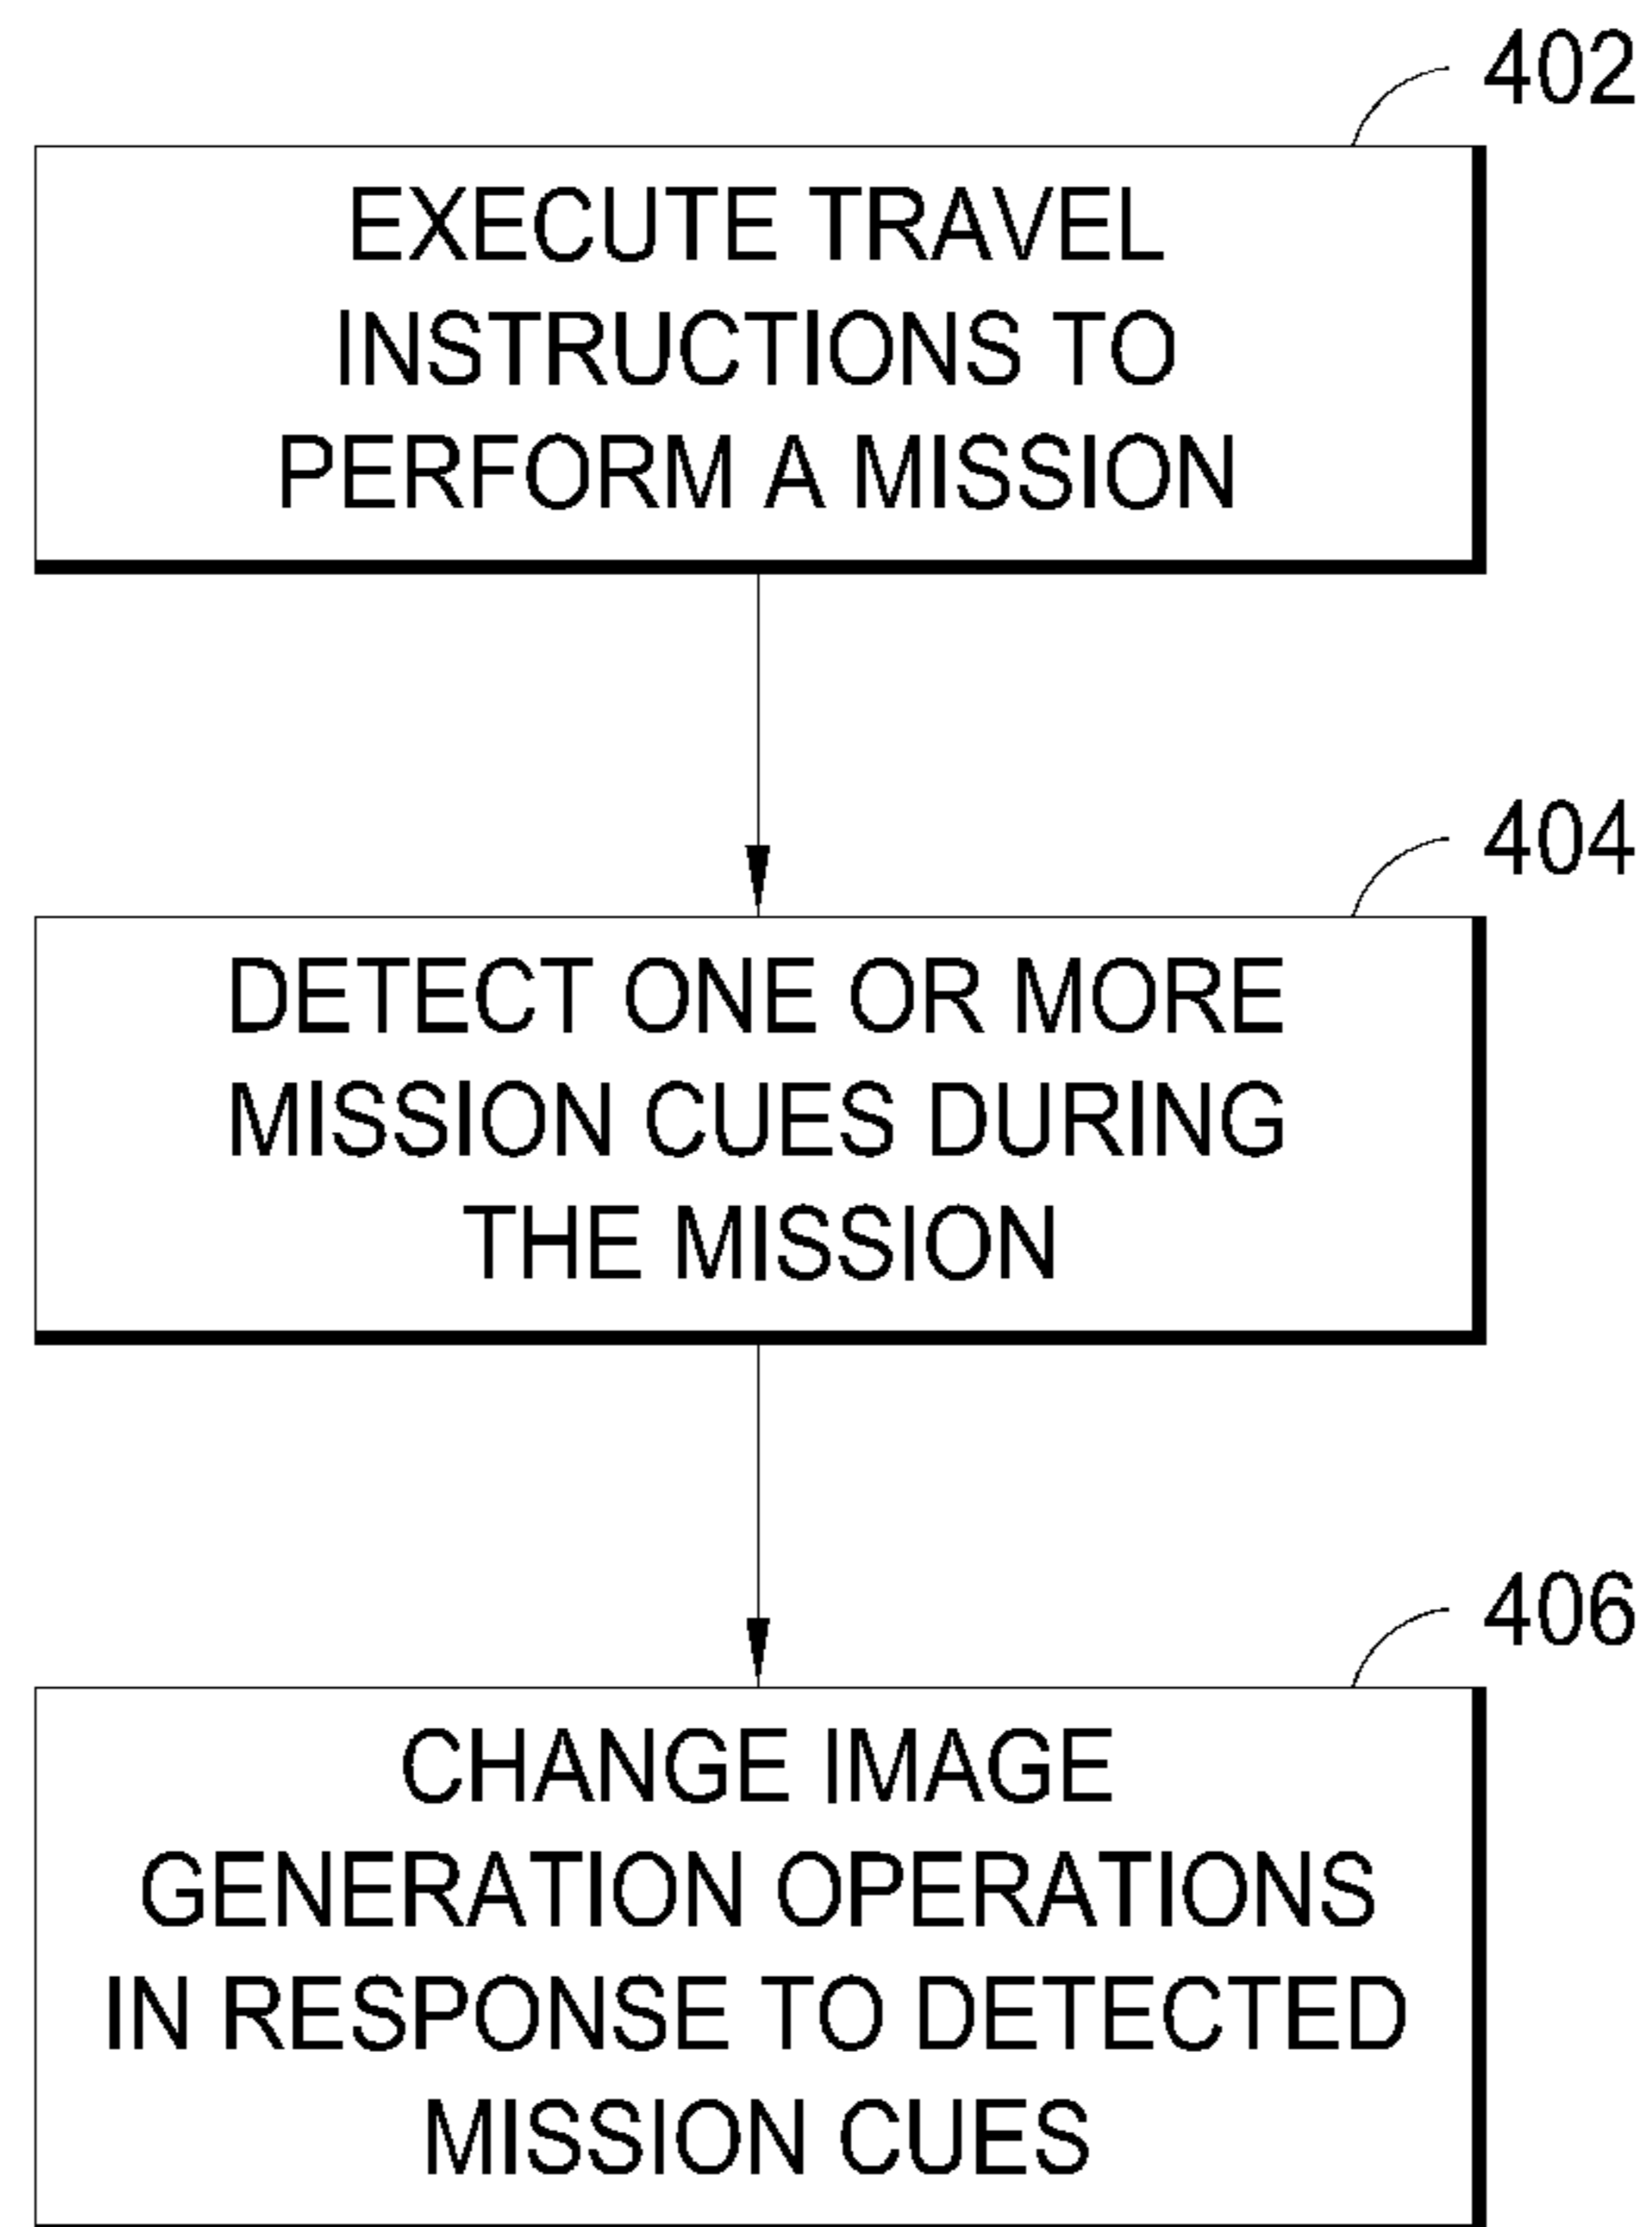 402
EXECUTE TRAVEL
INSTRUCTIONS TO
PERFORM A MISSION
404
DETECT ONE OR MORE
MISSION CUES DURING
THE MISSION
406
CHANGE IMAGE
GENERATION OPERATIONS
IN RESPONSE TO DETECTED
MISSION CUES